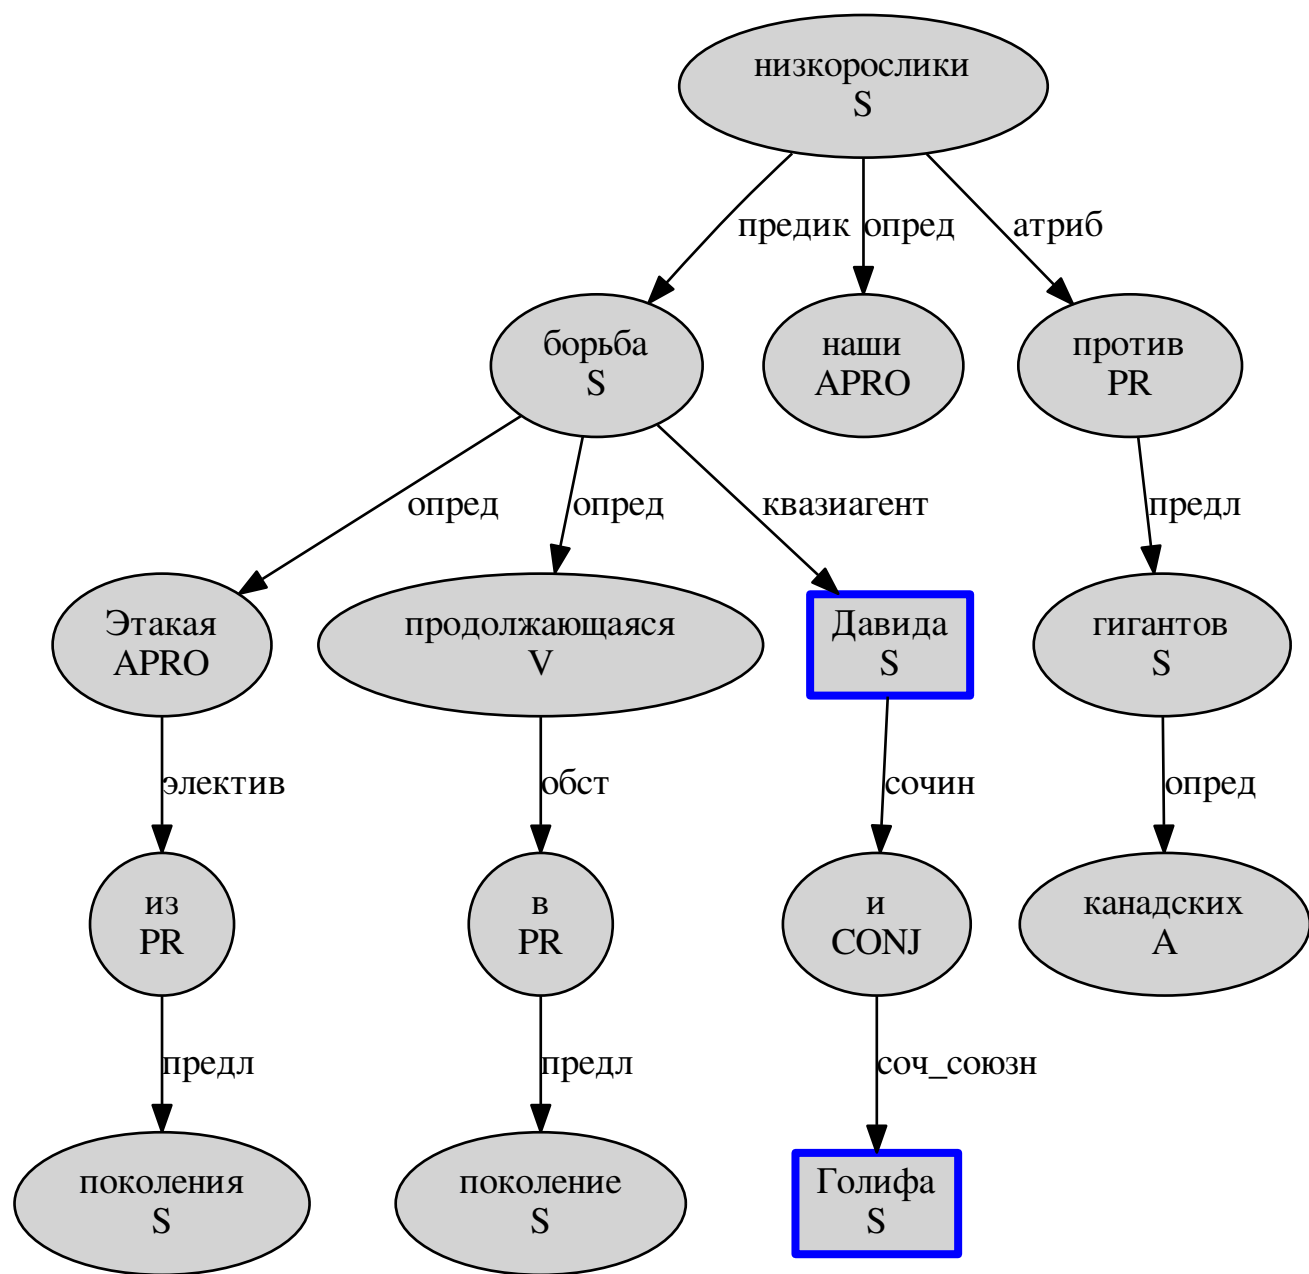 низкорослики
S
предик
опред
атриб
борьба
S
наши
APRO
против
PR
опред
опред
квазиагент
предл
Этакая
APRO
продолжающаяся
V
Давида
S
гигантов
S
электив
обст
сочин
опред
из
PR
в
PR
и
CONJ
канадских
A
предл
предл
соч_союзн
поколения
S
поколение
S
Голифа
S